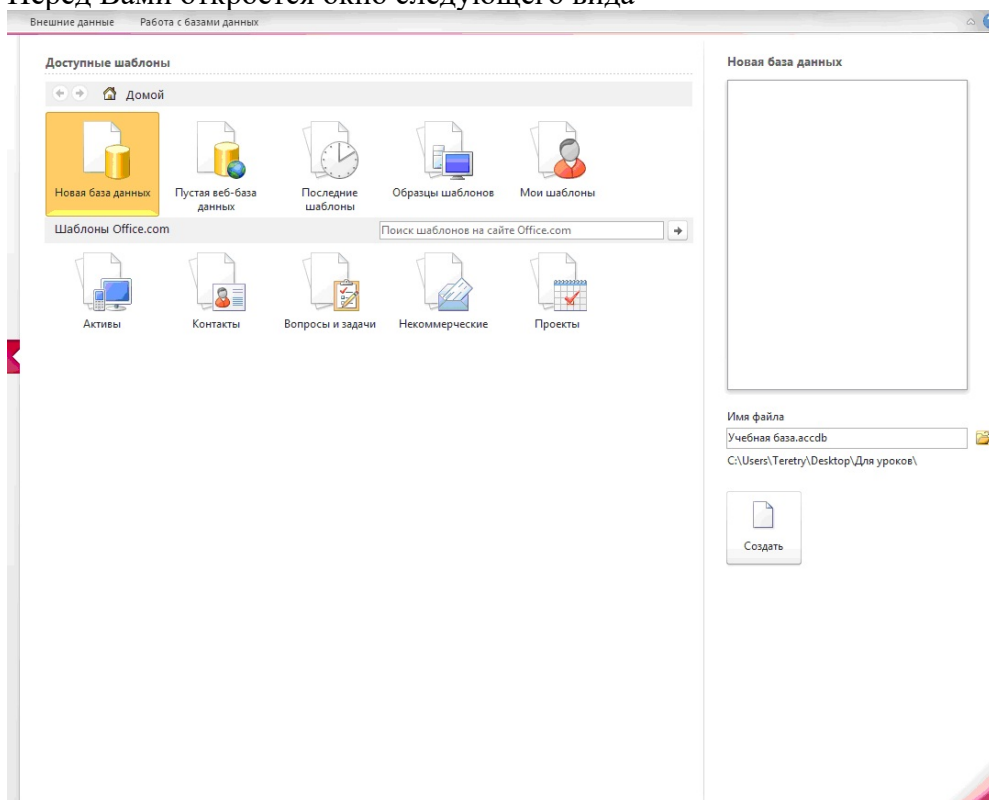 Перед Вами откроется окно следующего вида
Внешние данные Работа с базами данных
Доступные шаблоны
Домой
Новая база данных
Пустая веб-база
данных
Последние
шаблоны
Образцы шаблонов
Мои шаблоны
Шаблоны Office.com
Поиск шаблонов на сайте Office.com
Активы
Контакты
Вопросы и задачи
Некоммерческие
Проекты
Новая база данных
Имя файла
Учебная база.accdb
C:\Users\Teretry\Desktop\Для уроков\
Создать